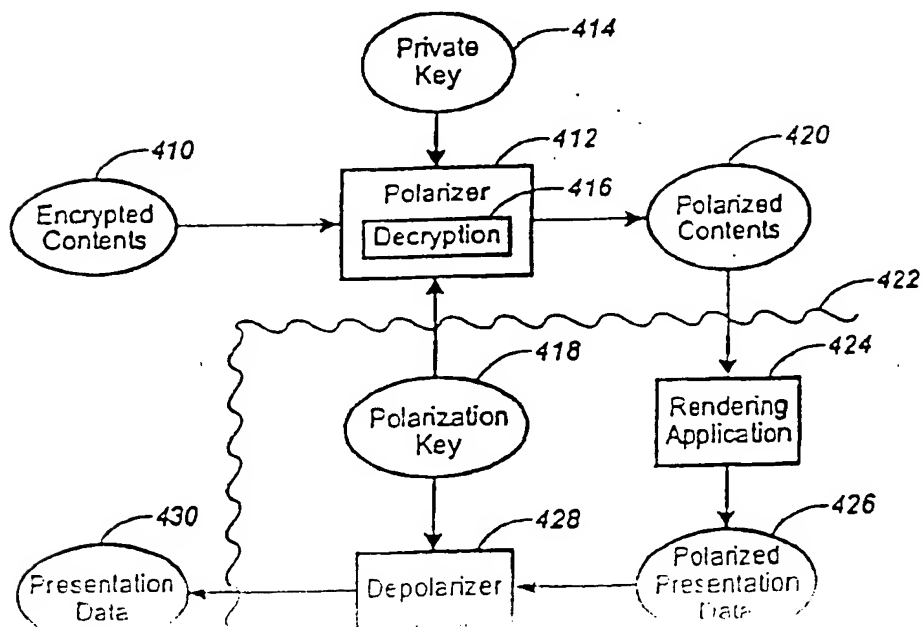 Private
Key
414
410
412
420
Encrypted
Contents
Polarizer
416
Decryption
Polarized
Contents
422
418
424
Polarization
Key
Rendering
Application
430
428
426
Presentation
Data
Depolarizer
Polarized
Presentation
Data